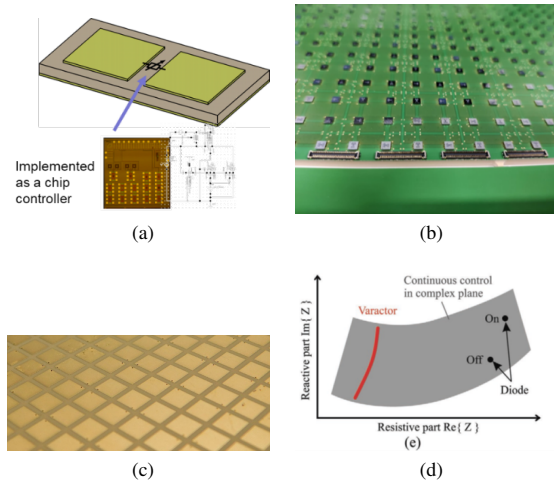 Implemented
as a chip
controller
(a)
(b)
(c)
Continuous control
in complex plane
Varactor
On
Off
Diode
Reactive part Im{ Z }
Resistive part Re{ Z }
(e)
(d)